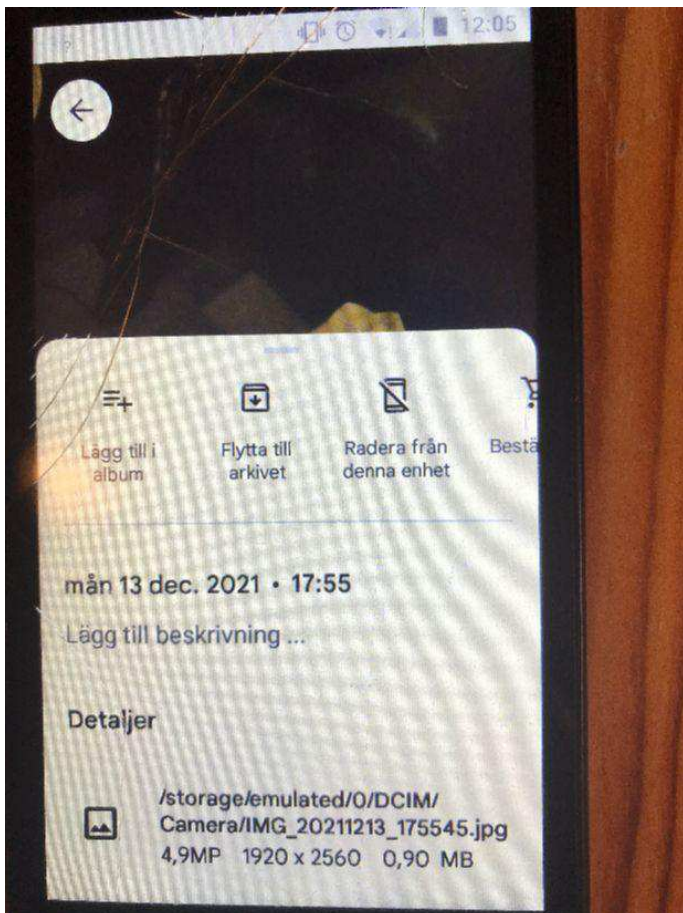 12:05
Lägg till i
album
Flytta till
arkivet
Radera från
denna enhet
Bestä
mån 13 dec. 2021 • 17:55
Lägg till beskrivning ...
Detaljer
/storage/emulated/0/DCIM/
Camera/IMG_20211213_175545.jpg
4,9MP 1920 x 2560 0,90 MB